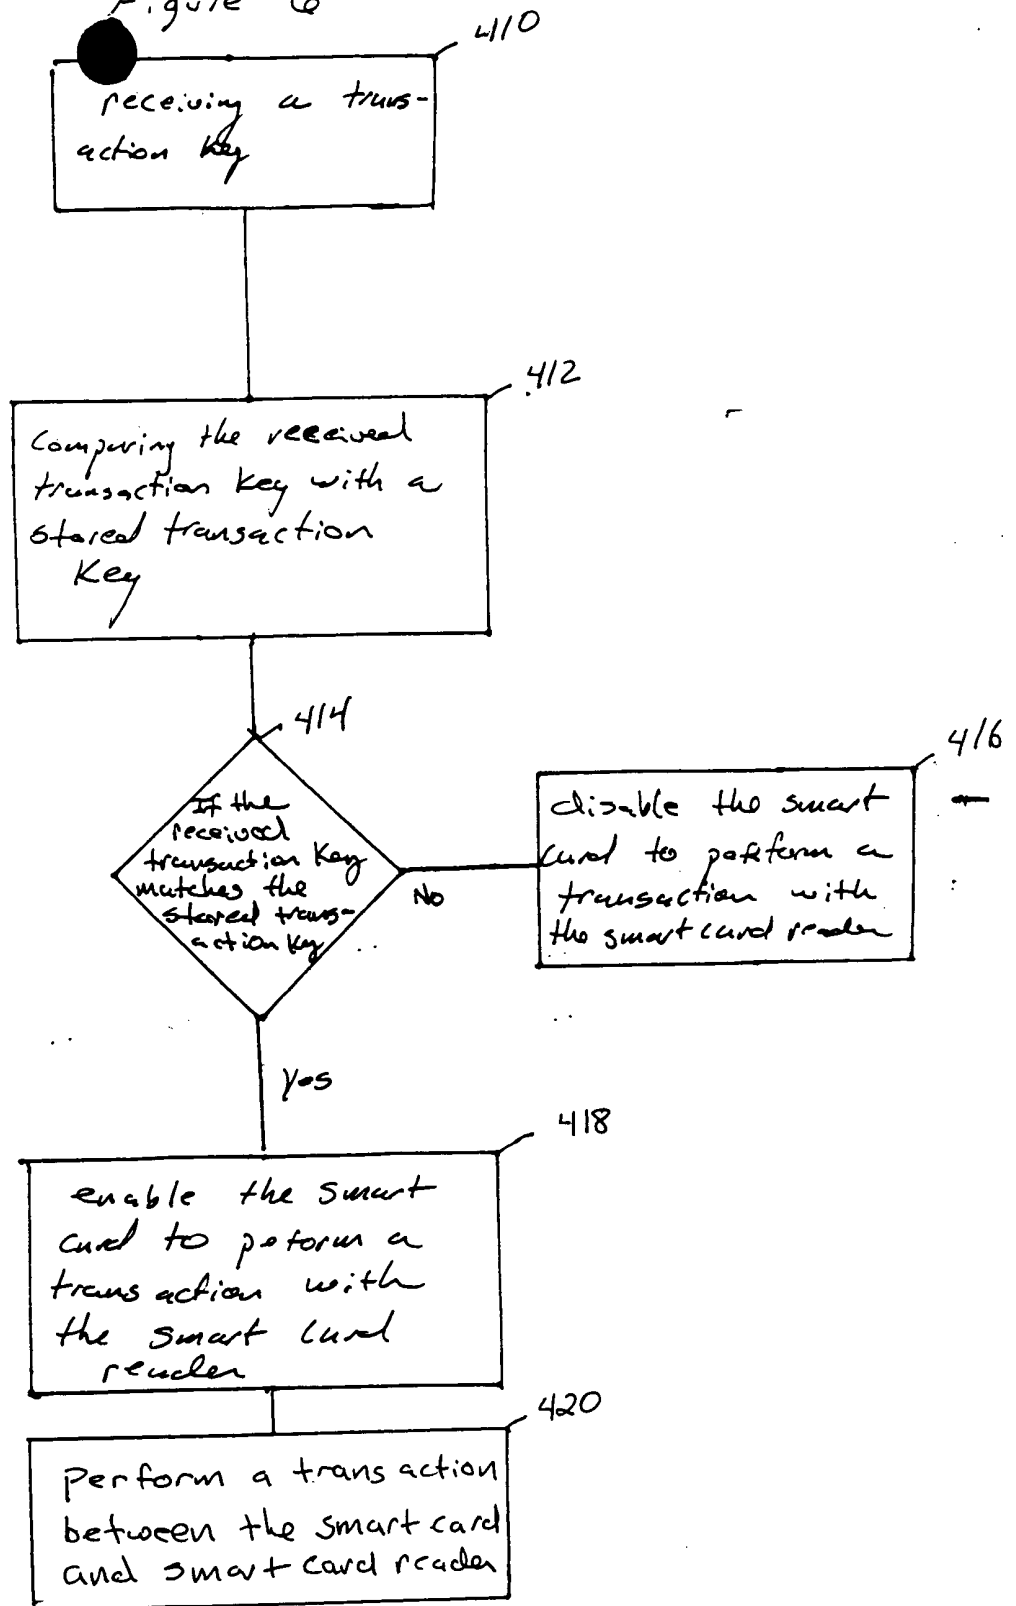 Figure 6
410
receiving a trans-
action key
412
Comparing the received
transaction key with a
stored transaction
Key
414
If the
received
transaction key
matches the
stored trans-
action key
No
416
disable the smart
card to perform a
transaction with
the smart card reader
yes
418
enable the smart
card to peform a
transaction with
the smart card
reader
420
perform a transaction
between the smart card
and smart card reader